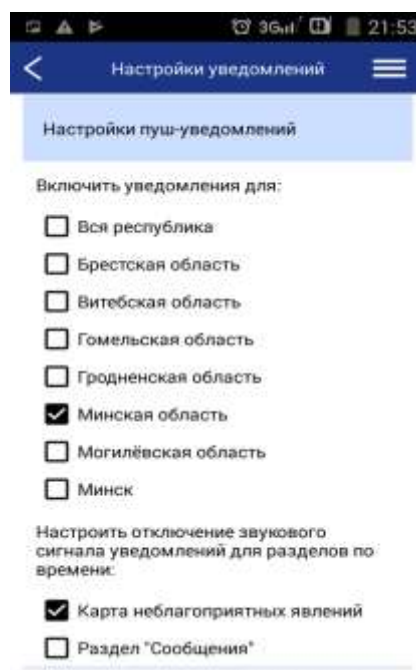 3G 21:53
Настройки уведомлений
Настройки пуш-уведомлений
Включить уведомления для:
Вся республика
Брестская область
Витебская область
Гомельская область
Гродненская область
Минская область
Могилёвская область
Минск
Настроить отключение звукового
сигнала уведомлений для разделов по
времени:
Карта неблагоприятных явлений
Раздел "Сообщения"